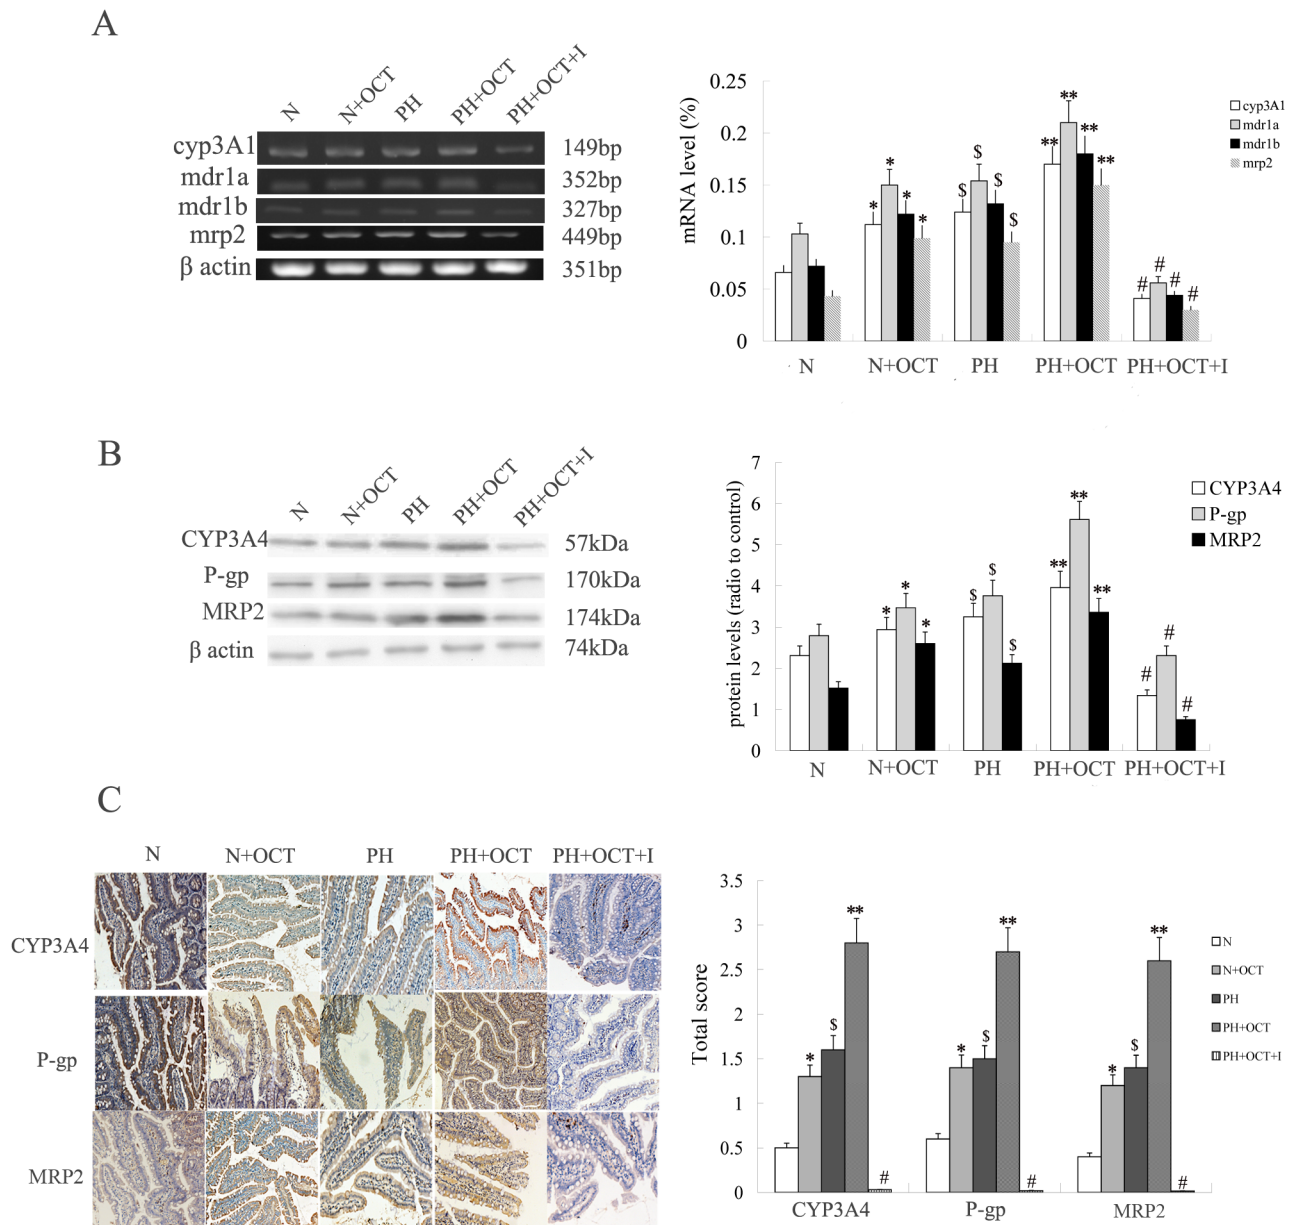 A
N
N+OCT
PH
PH+OCT
PH+OCT+I
cyp3A1
149bp
mdr1a
352bp
mdr1b
327bp
mrp2
449bp
β actin
351bp
mRNA level (%)
0.25
0.2
0.15
0.1
0.05
0
* * * *
$ $ $ $
** ** ** **
# # # #
N
N+OCT
PH
PH+OCT
PH+OCT+I
cyp3A1
mdr1a
mdr1b
mrp2
B
N
N+OCT
PH
PH+OCT
PH+OCT+I
CYP3A4
57kDa
P-gp
170kDa
MRP2
174kDa
β actin
74kDa
protein levels (radio to control)
7
6
5
4
3
2
1
0
* * *
$ $ $
** ** **
# # #
N
N+OCT
PH
PH+OCT
PH+OCT+I
CYP3A4
P-gp
MRP2
C
N
N+OCT
PH
PH+OCT
PH+OCT+I
CYP3A4
P-gp
MRP2
Total score
3.5
3
2.5
2
1.5
1
0.5
0
* $ ** #
* $ ** #
* $ ** #
CYP3A4
P-gp
MRP2
N
N+OCT
PH
PH+OCT
PH+OCT+I